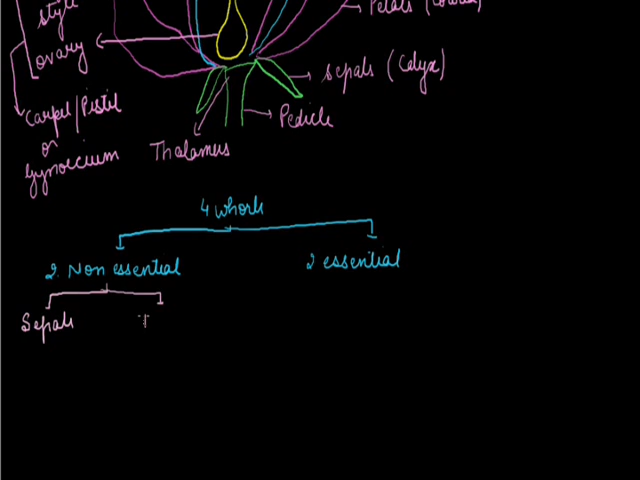 style
ovary
Petals (
Sepals (Calyx)
Carpel/Pistil
or
Gynoecium
Pedicle
Thalamus
4 whorls
2 Non essential
2 essential
Sepals